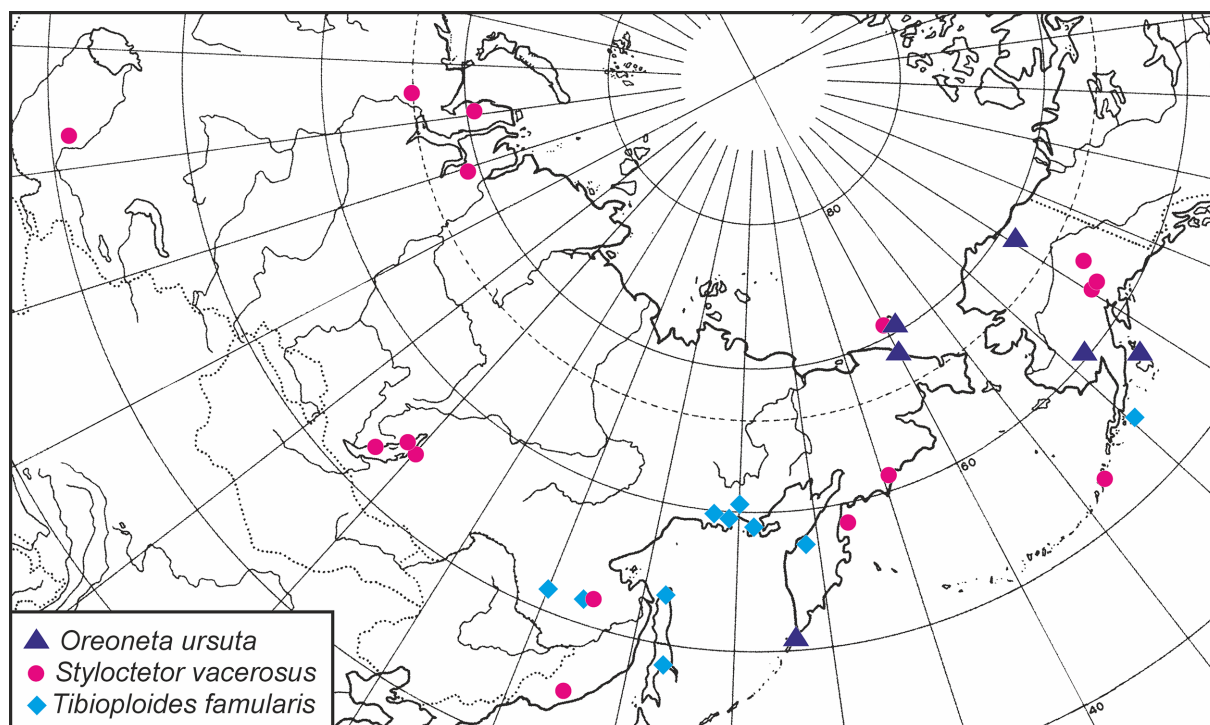 80
60
40
Oreoneta ursuta
Styloctetor vacerosus
Tibioploides famularis